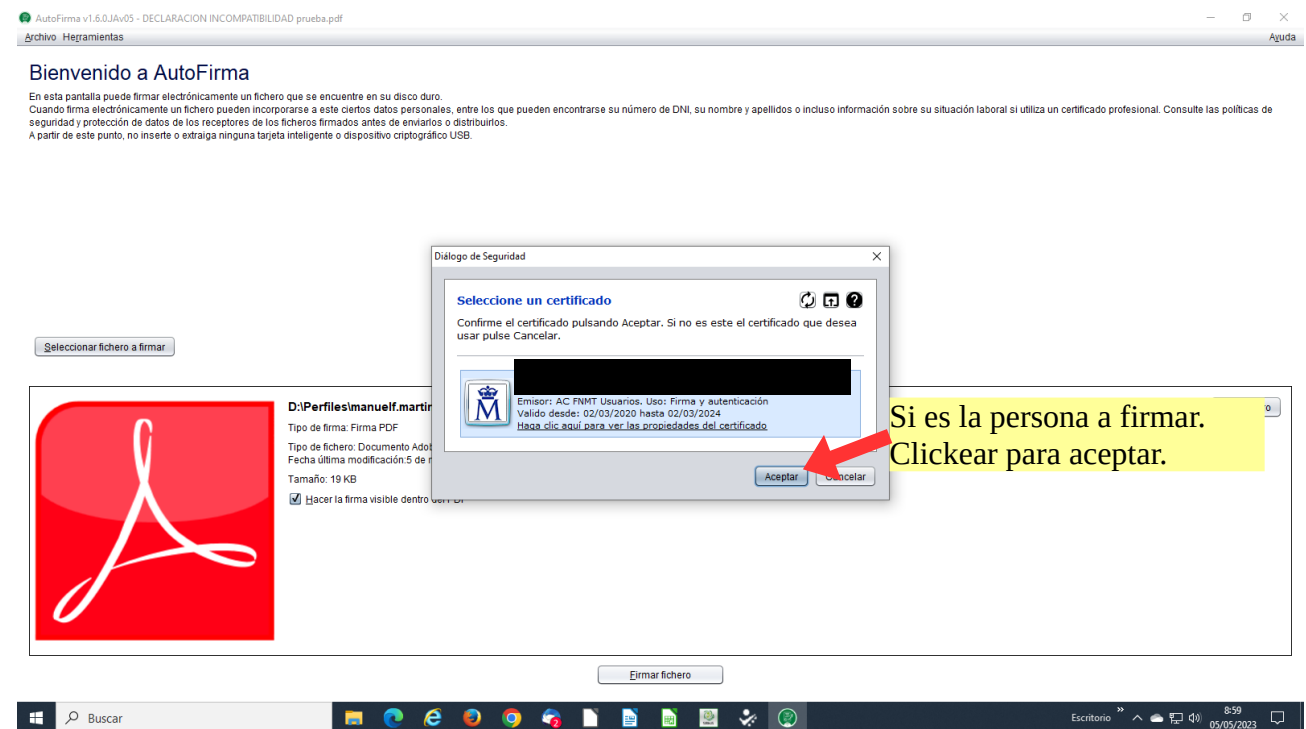 AutoFirma v1.6.0.JAv05 - DECLARACION INCOMPATIBILIDAD prueba.pdf
Archivo Herramientas Ayuda
Bienvenido a AutoFirma
En esta pantalla puede firmar electrónicamente un fichero que se encuentre en su disco duro.
Cuando firma electrónicamente un fichero pueden incorporarse a este ciertos datos personales, entre los que pueden encontrarse su número de DNI, su nombre y apellidos o incluso información sobre su situación laboral si utiliza un certificado profesional. Consulte las políticas de
seguridad y protección de datos de los receptores de los ficheros firmados antes de enviarlos o distribuirlos.
A partir de este punto, no inserte o extraiga ninguna tarjeta inteligente o dispositivo criptográfico USB.
Diálogo de Seguridad
Seleccione un certificado
Confirme el certificado pulsando Aceptar. Si no es este el certificado que desea
usar pulse Cancelar.
Seleccionar fichero a firmar
Emisor: AC FNMT Usuarios. Uso: Firma y autenticación
Valido desde: 02/03/2020 hasta 02/03/2024
Haga clic aquí para ver las propiedades del certificado
Aceptar Cancelar
Si es la persona a firmar.
Clickear para aceptar.
D:\Perfiles\manuelf.martir
Tipo de firma: Firma PDF
Tipo de fichero: Documento Adob
Fecha última modificación:5 de
Tamaño: 19 KB
Hacer la firma visible dentro del PDF
Firmar fichero
Buscar
Escritorio
8:59
05/05/2023